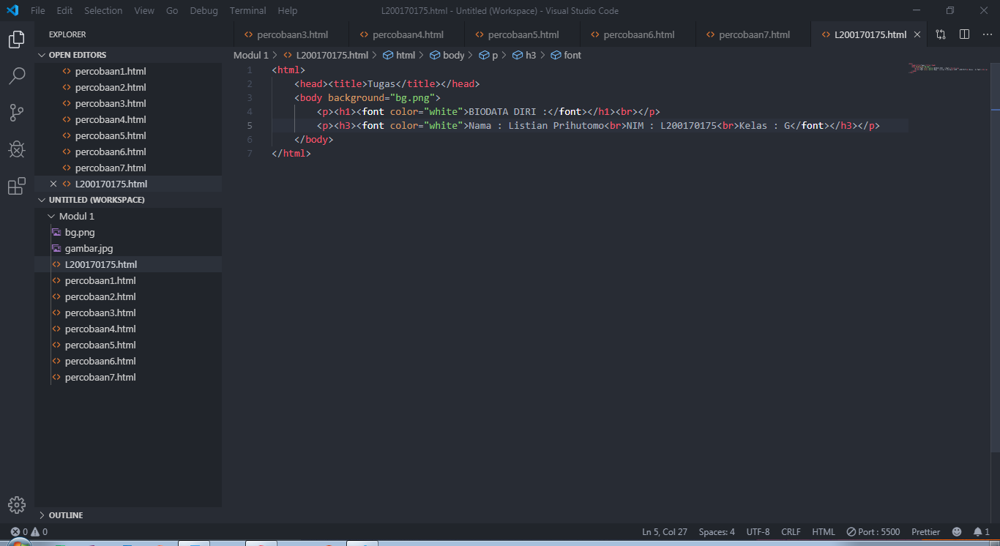 File Edit Selection View Go Debug Terminal Help L200170175.html - Untitled (Workspace) - Visual Studio Code
EXPLORER
percobaan3.html percobaan4.html percobaan5.html percobaan6.html percobaan7.html L200170175.html
OPEN EDITORS
percobaan1.html
percobaan2.html
percobaan3.html
percobaan4.html
percobaan5.html
percobaan6.html
percobaan7.html
L200170175.html
UNTITLED (WORKSPACE)
Modul 1
bg.png
gambar.jpg
L200170175.html
percobaan1.html
percobaan2.html
percobaan3.html
percobaan4.html
percobaan5.html
percobaan6.html
percobaan7.html
OUTLINE
Modul 1 > L200170175.html > html > body > p > h3 > font
1 <html>
2 <head><title>Tugas</title></head>
3 <body background="bg.png">
4 <p><h1><font color="white">BIODATA DIRI :</font></h1><br></p>
5 <p><h3><font color="white">Nama : Listian Prihutomo<br>NIM : L200170175<br>Kelas : G</font></h3></p>
6 </body>
7 </html>
0 0 Ln 5, Col 27 Spaces: 4 UTF-8 CRLF HTML Port : 5500 Prettier 1